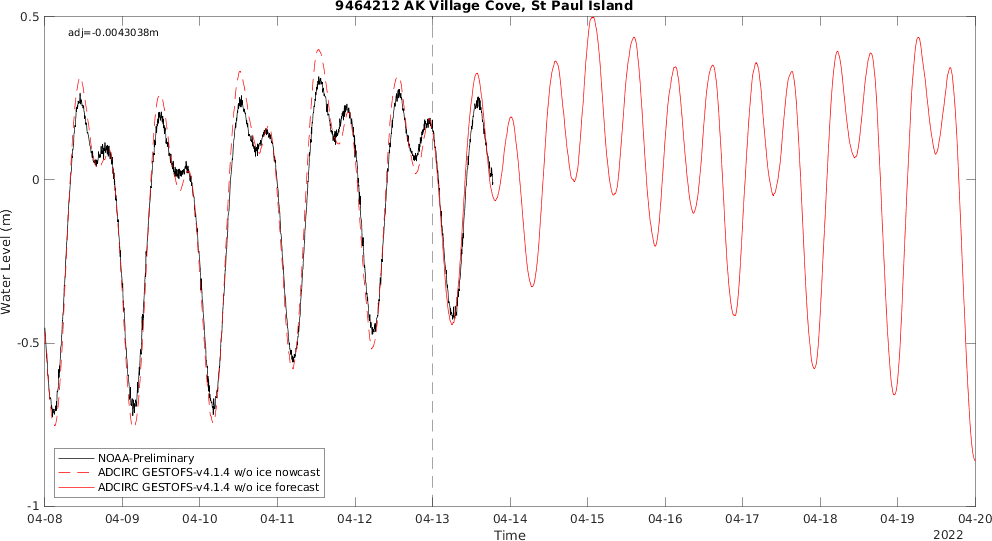 9464212 AK Village Cove, St Paul Island
adj=-0.0043038m
0.5
0
-0.5
-1
Water Level (m)
NOAA-Preliminary
ADCIRC GESTOFS-v4.1.4 w/o ice nowcast
ADCIRC GESTOFS-v4.1.4 w/o ice forecast
04-08 04-09 04-10 04-11 04-12 04-13 04-14 04-15 04-16 04-17 04-18 04-19 04-20
Time
2022